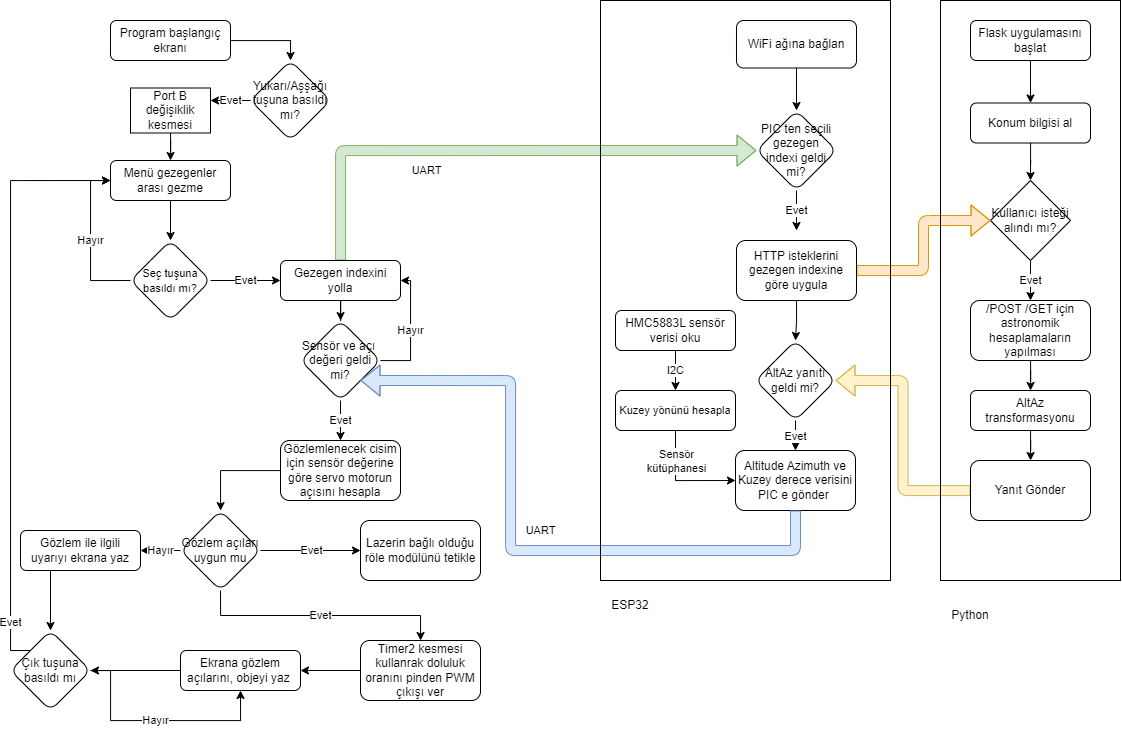 Program başlangıç
ekranı
Yukarı/Aşşağı
tuşuna basıldı
mı?
Evet
Port B
değişiklik
kesmesi
Menü gezegenler
arası gezme
Hayır
Seç tuşuna
basıldı mı?
Evet
Gezegen indexini
yolla
Hayır
Sensör ve açı
değeri geldi
mi?
Evet
Gözlemlenecek cisim
için sensör değerine
göre servo motorun
açısını hesapla
Gözlem açıları
uygun mu
Hayır
Gözlem ile ilgili
uyarıyı ekrana yaz
Evet
Lazerin bağlı olduğu
röle modülünü tetikle
Evet
Timer2 kesmesi
kullanrak doluluk
oranını pinden PWM
çıkışı ver
Ekrana gözlem
açılarını, objeyi yaz
Hayır
Çık tuşuna
basıldı mı
Evet
UART
UART
WiFi ağına bağlan
PIC ten seçili
gezegen
indexi geldi
mi?
Evet
HTTP isteklerini
gezegen indexine
göre uygula
HMC5883L sensör
verisi oku
I2C
Kuzey yönünü hesapla
Sensör
kütüphanesi
AltAz yanıtı
geldi mi?
Evet
Altitude Azimuth ve
Kuzey derece verisini
PIC e gönder
ESP32
Flask uygulamasını
başlat
Konum bilgisi al
Kullanıcı isteği
alındı mı?
Evet
/POST /GET için
astronomik
hesaplamaların
yapılması
AltAz
transformasyonu
Yanıt Gönder
Python